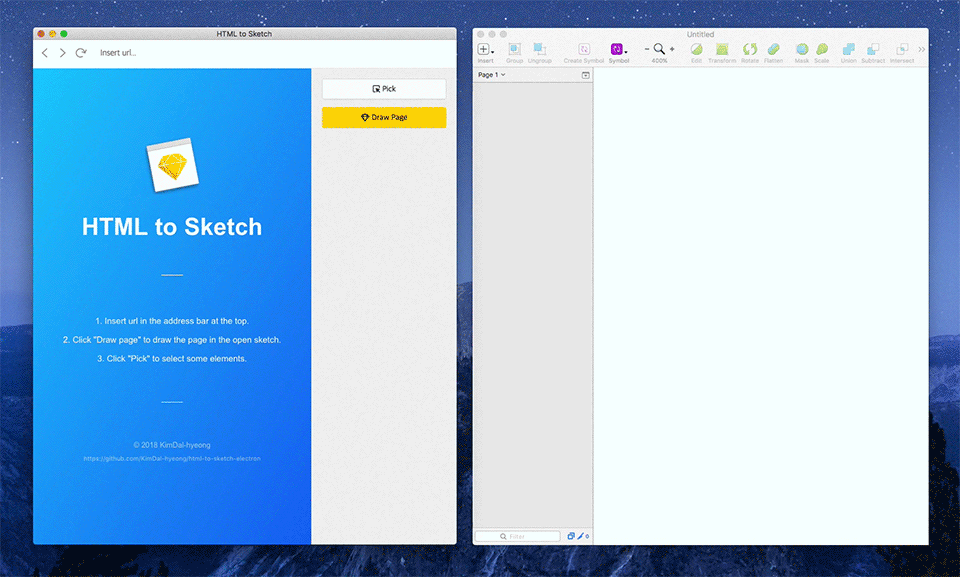 HTML to Sketch
Insert url...
Pick
Draw Page
HTML to Sketch
1. Insert url in the address bar at the top.
2. Click "Draw page" to draw the page in the open sketch.
3. Click "Pick" to select some elements.
© 2018 KimDal-hyeong
https://github.com/KimDal-hyeong/html-to-sketch-electron
Untitled
Insert Group Ungroup Create Symbol Symbol 400% Edit Transform Rotate Flatten Mask Scale Union Subtract Intersect
Page 1
Filter 0